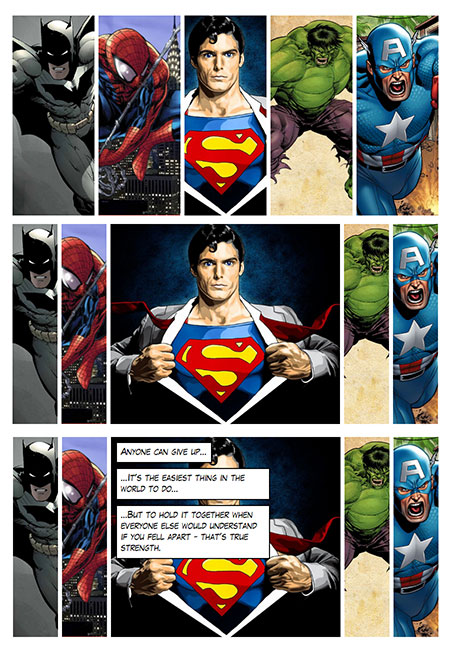 A
A
ANYONE CAN GIVE UP...
...IT'S THE EASIEST THING IN THE
WORLD TO DO...
...BUT TO HOLD IT TOGETHER WHEN
EVERYONE ELSE WOULD UNDERSTAND
IF YOU FELL APART - THAT'S TRUE
STRENGTH.
A